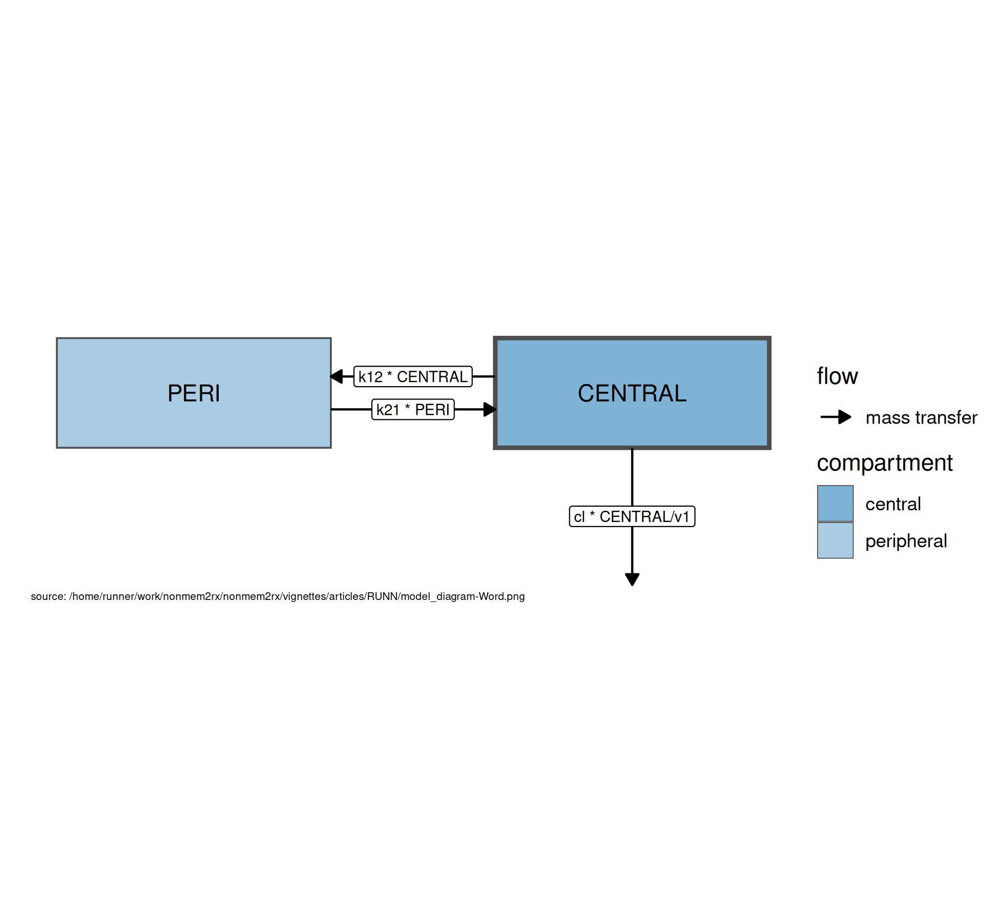 k12 * CENTRAL
PERI
CENTRAL
k21 * PERI
cl * CENTRAL/v1
flow
mass transfer
compartment
central
peripheral
source: /home/runner/work/nonmem2rx/nonmem2rx/vignettes/articles/RUNN/model_diagram-Word.png